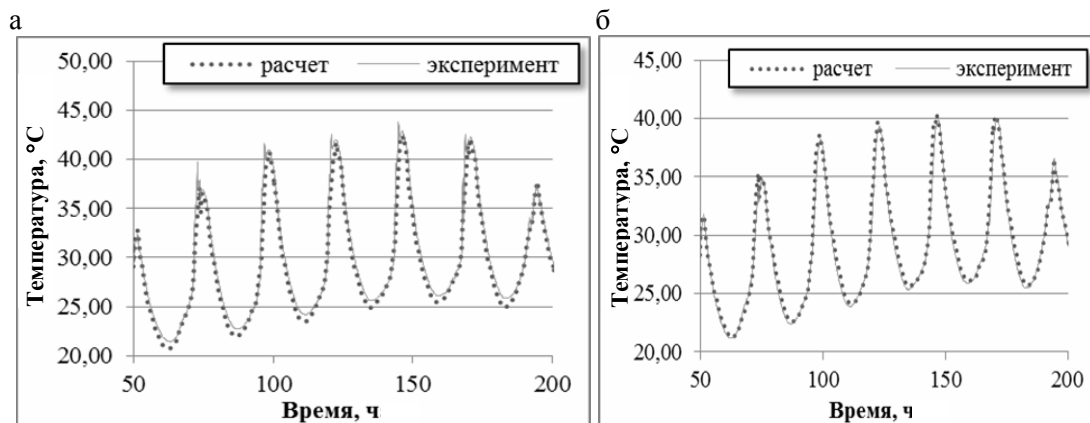 а
расчет эксперимент
50,00
45,00
40,00
35,00
30,00
25,00
20,00
Температура, °C
50 100 150 200
Время, ч
б
расчет эксперимент
45,00
40,00
35,00
30,00
25,00
20,00
Температура, °C
50 100 150 200
Время, ч